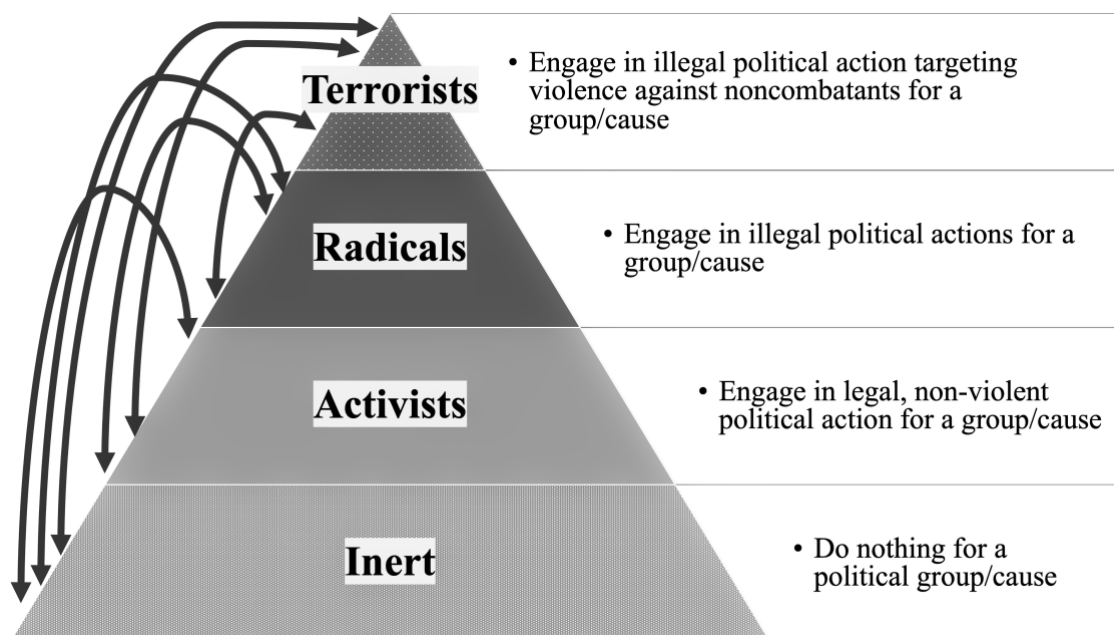 Terrorists
• Engage in illegal political action targeting
violence against noncombatants for a
group/cause
Radicals
• Engage in illegal political actions for a
group/cause
Activists
• Engage in legal, non-violent
political action for a group/cause
Inert
• Do nothing for a
political group/cause